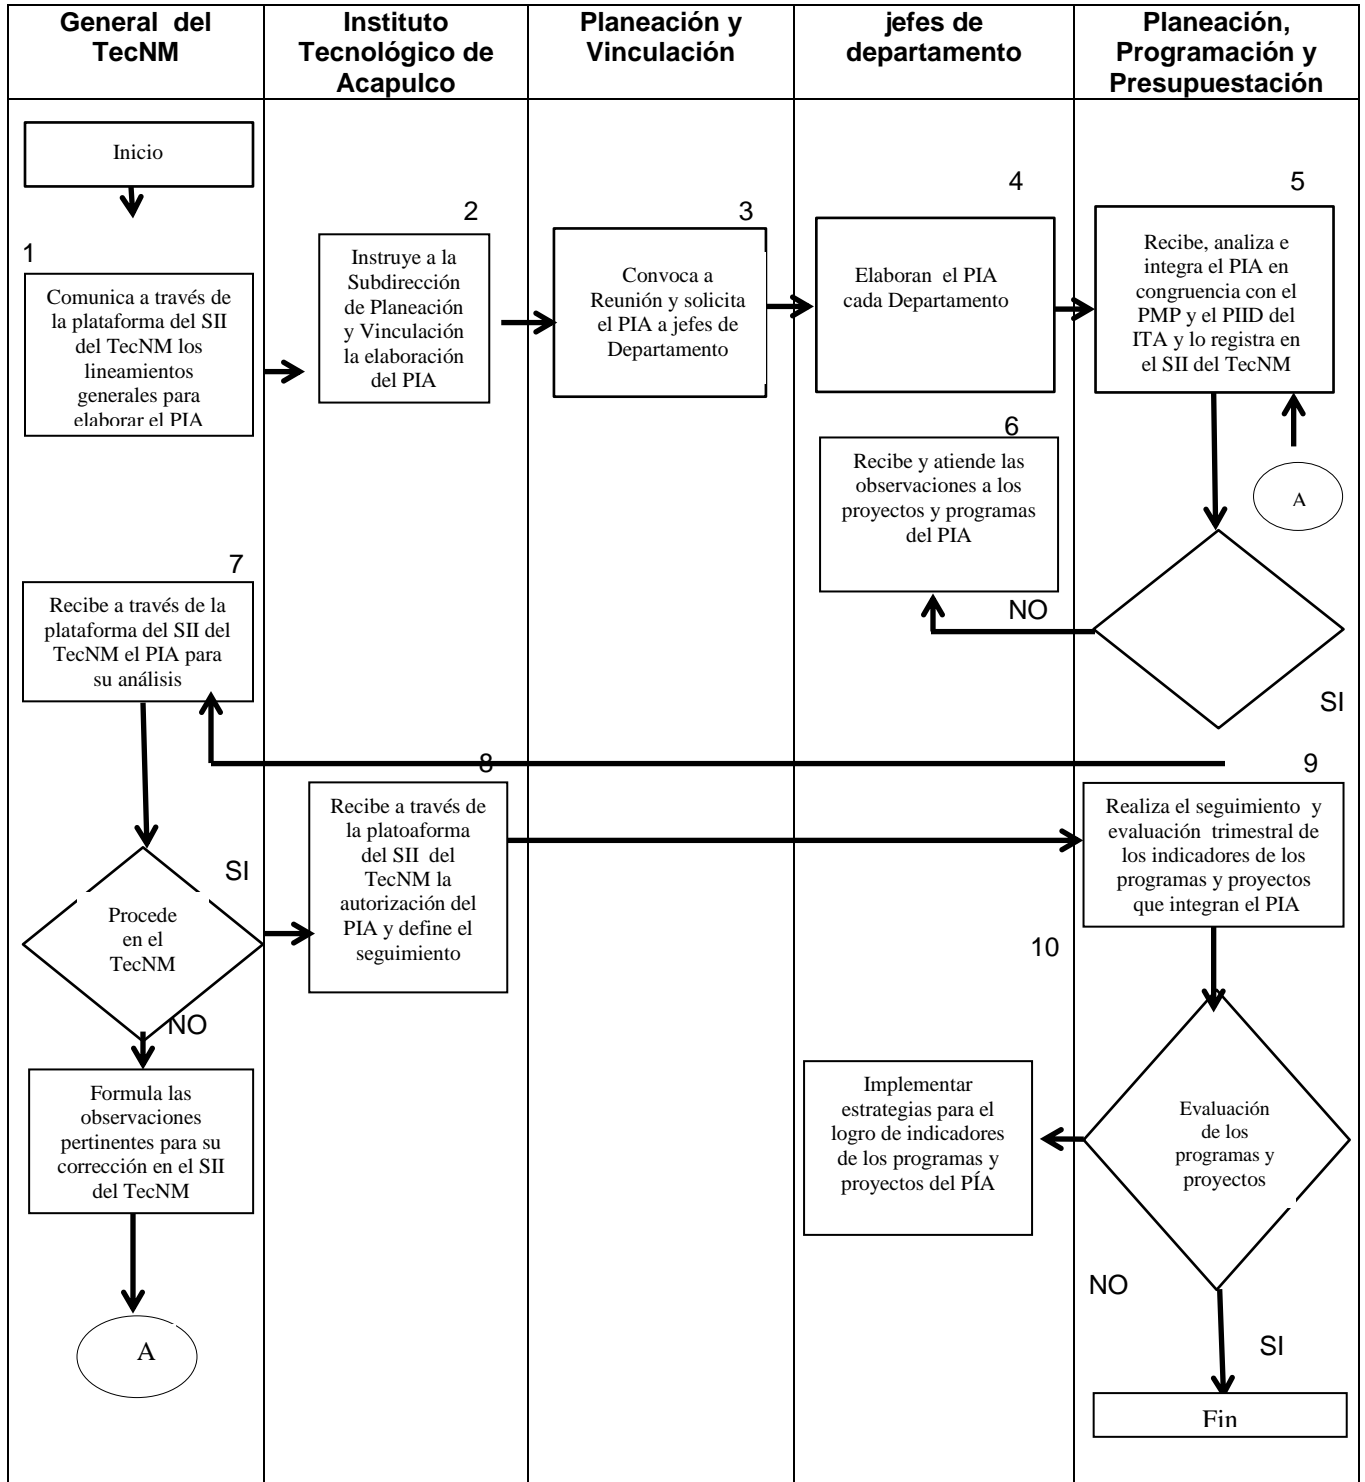 General del
TecNM
Instituto
Tecnológico de
Acapulco
Planeación y
Vinculación
jefes de
departamento
Planeación,
Programación y
Presupuestación
Inicio
1
Comunica a través de
la plataforma del SII
del TecNM los
lineamientos
generales para
elaborar el PIA
2
Instruye a la
Subdirección
de Planeación
y Vinculación
la elaboración
del PIA
3
Convoca a
Reunión y solicita
el PIA a jefes de
Departamento
4
Elaboran el PIA
cada Departamento
5
Recibe, analiza e
integra el PIA en
congruencia con el
PMP y el PIID del
ITA y lo registra en
el SII del TecNM
A
6
Recibe y atiende las
observaciones a los
proyectos y programas
del PIA
NO
SI
7
Recibe a través de la
plataforma del SII del
TecNM el PIA para
su análisis
SI
Procede
en el
TecNM
NO
Formula las
observaciones
pertinentes para su
corrección en el SII
del TecNM
A
8
Recibe a través de
la platoaforma
del SII del
TecNM la
autorización del
PIA y define el
seguimiento
9
Realiza el seguimiento y
evaluación trimestral de
los indicadores de los
programas y proyectos
que integran el PIA
10
Implementar
estrategias para el
logro de indicadores
de los programas y
proyectos del PÍA
Evaluación
de los
programas y
proyectos
NO
SI
Fin